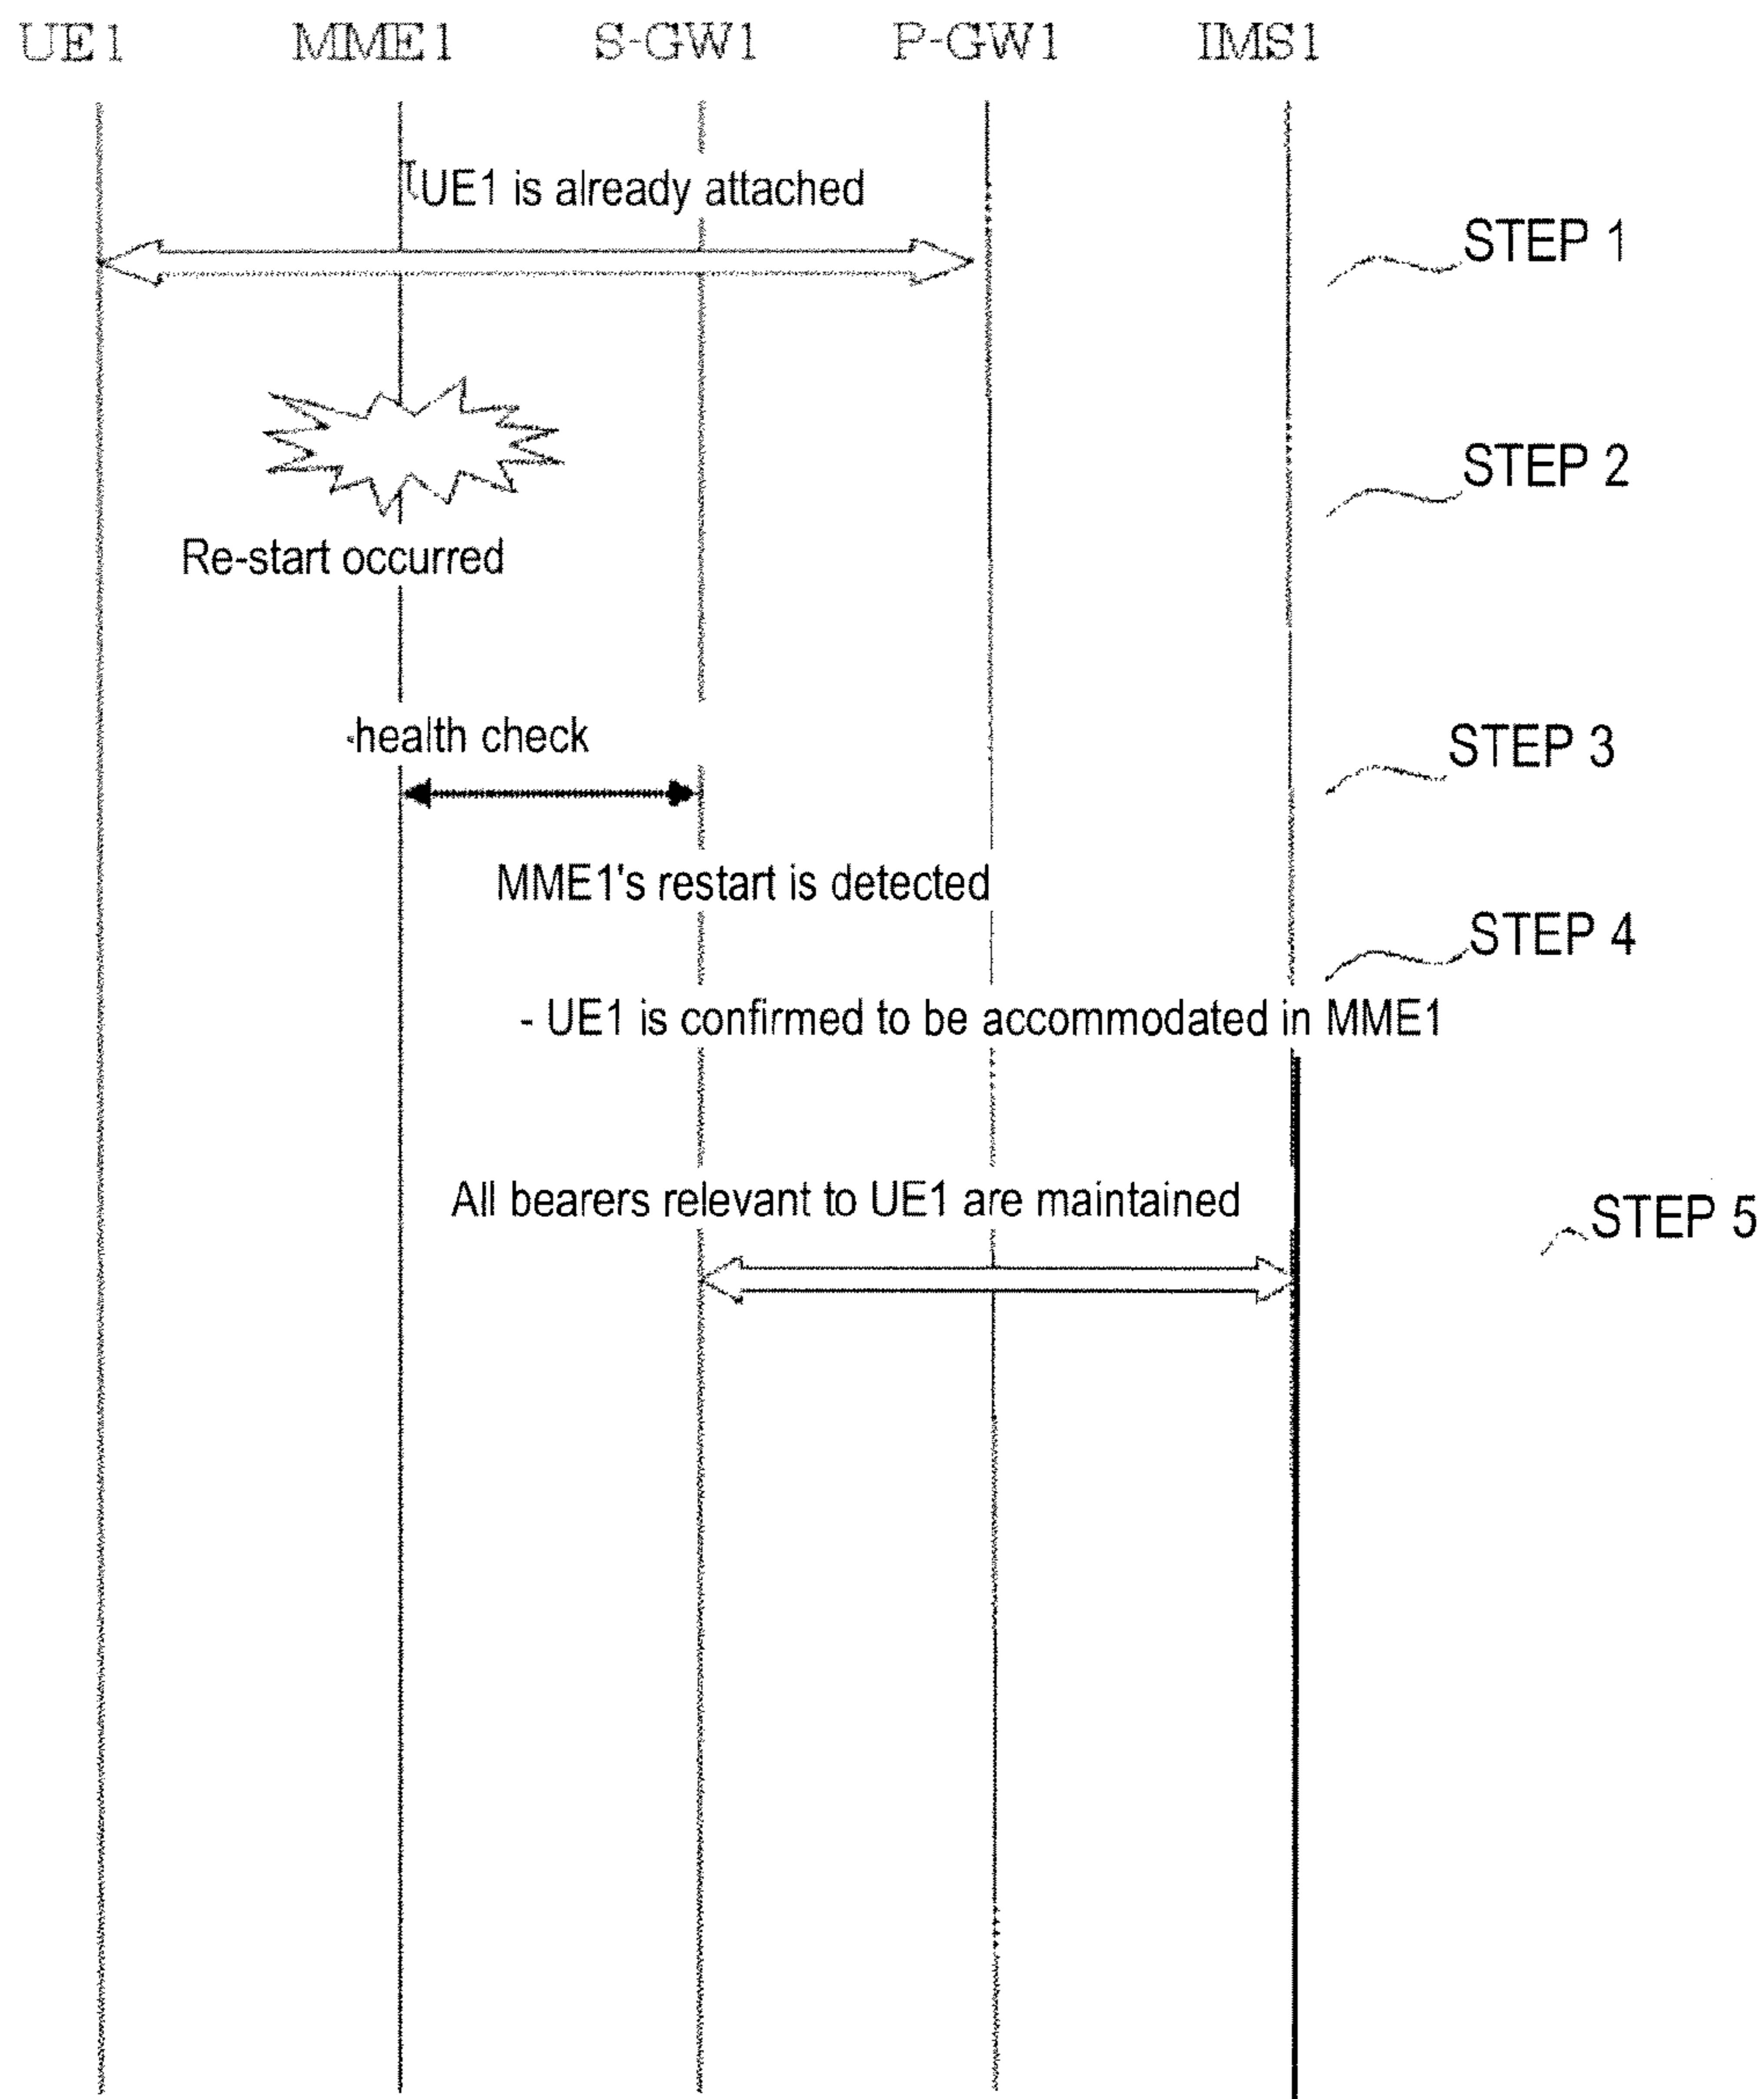 UE1 MME1 S-GW1 P-GW1 IMS1
UE1 is already attached
STEP 1
STEP 2
Re-start occurred
-health check
STEP 3
MME1's restart is detected
STEP 4
- UE1 is confirmed to be accommodated in MME1
All bearers relevant to UE1 are maintained
STEP 5